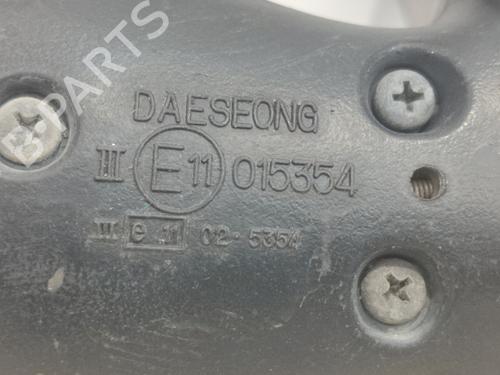 B-PARTS
DAESEONG
III E11 015354
III e 11 02-5354